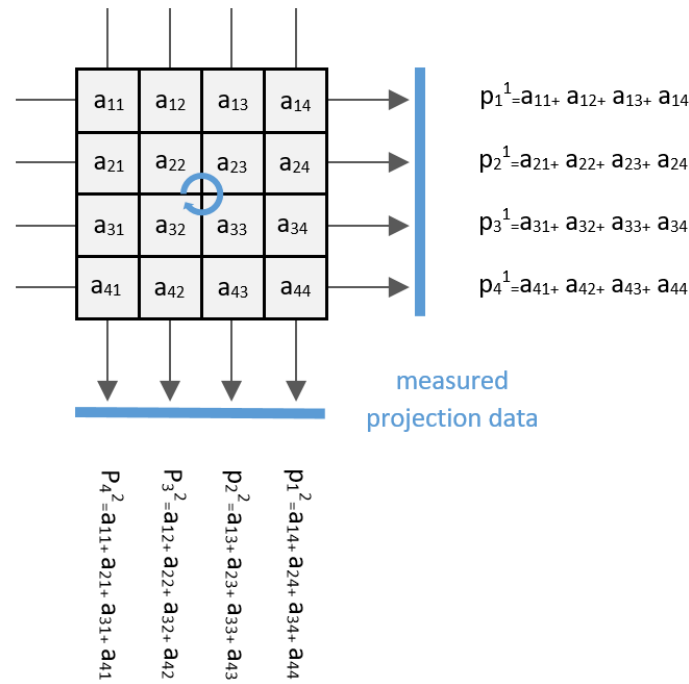 a₁₁ a₁₂ a₁₃ a₁₄ p₁¹=a₁₁+ a₁₂+ a₁₃+ a₁₄
a₂₁ a₂₂ a₂₃ a₂₄ p₂¹=a₂₁+ a₂₂+ a₂₃+ a₂₄
a₃₁ a₃₂ a₃₃ a₃₄ p₃¹=a₃₁+ a₃₂+ a₃₃+ a₃₄
a₄₁ a₄₂ a₄₃ a₄₄ p₄¹=a₄₁+ a₄₂+ a₄₃+ a₄₄
measured
projection data
P₄²=a₁₁+ a₂₁+ a₃₁+ a₄₁
P₃²=a₁₂+ a₂₂+ a₃₂+ a₄₂
p₂²=a₁₃+ a₂₃+ a₃₃+ a₄₃
p₁²=a₁₄+ a₂₄+ a₃₄+ a₄₄